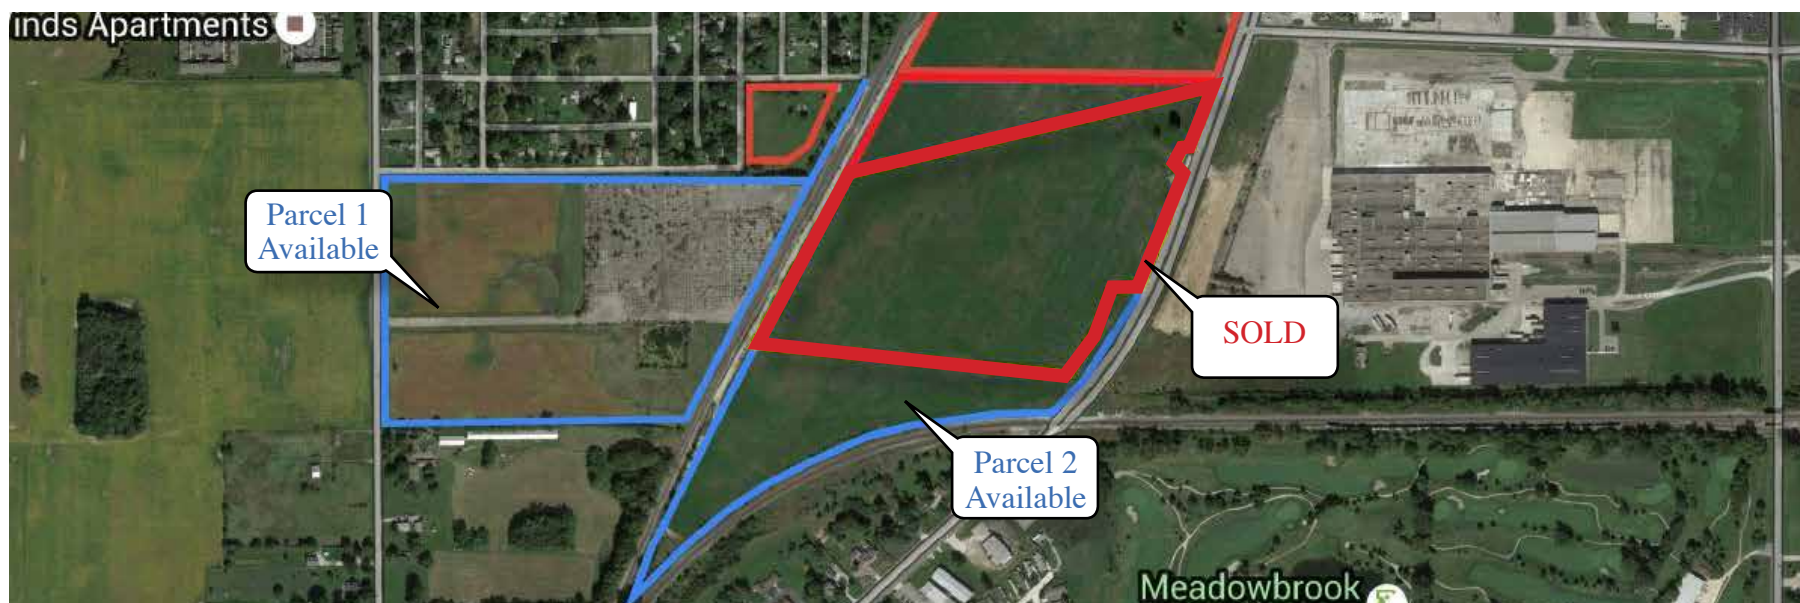 inds Apartments
Parcel 1
Available
SOLD
Parcel 2
Available
Meadowbrook